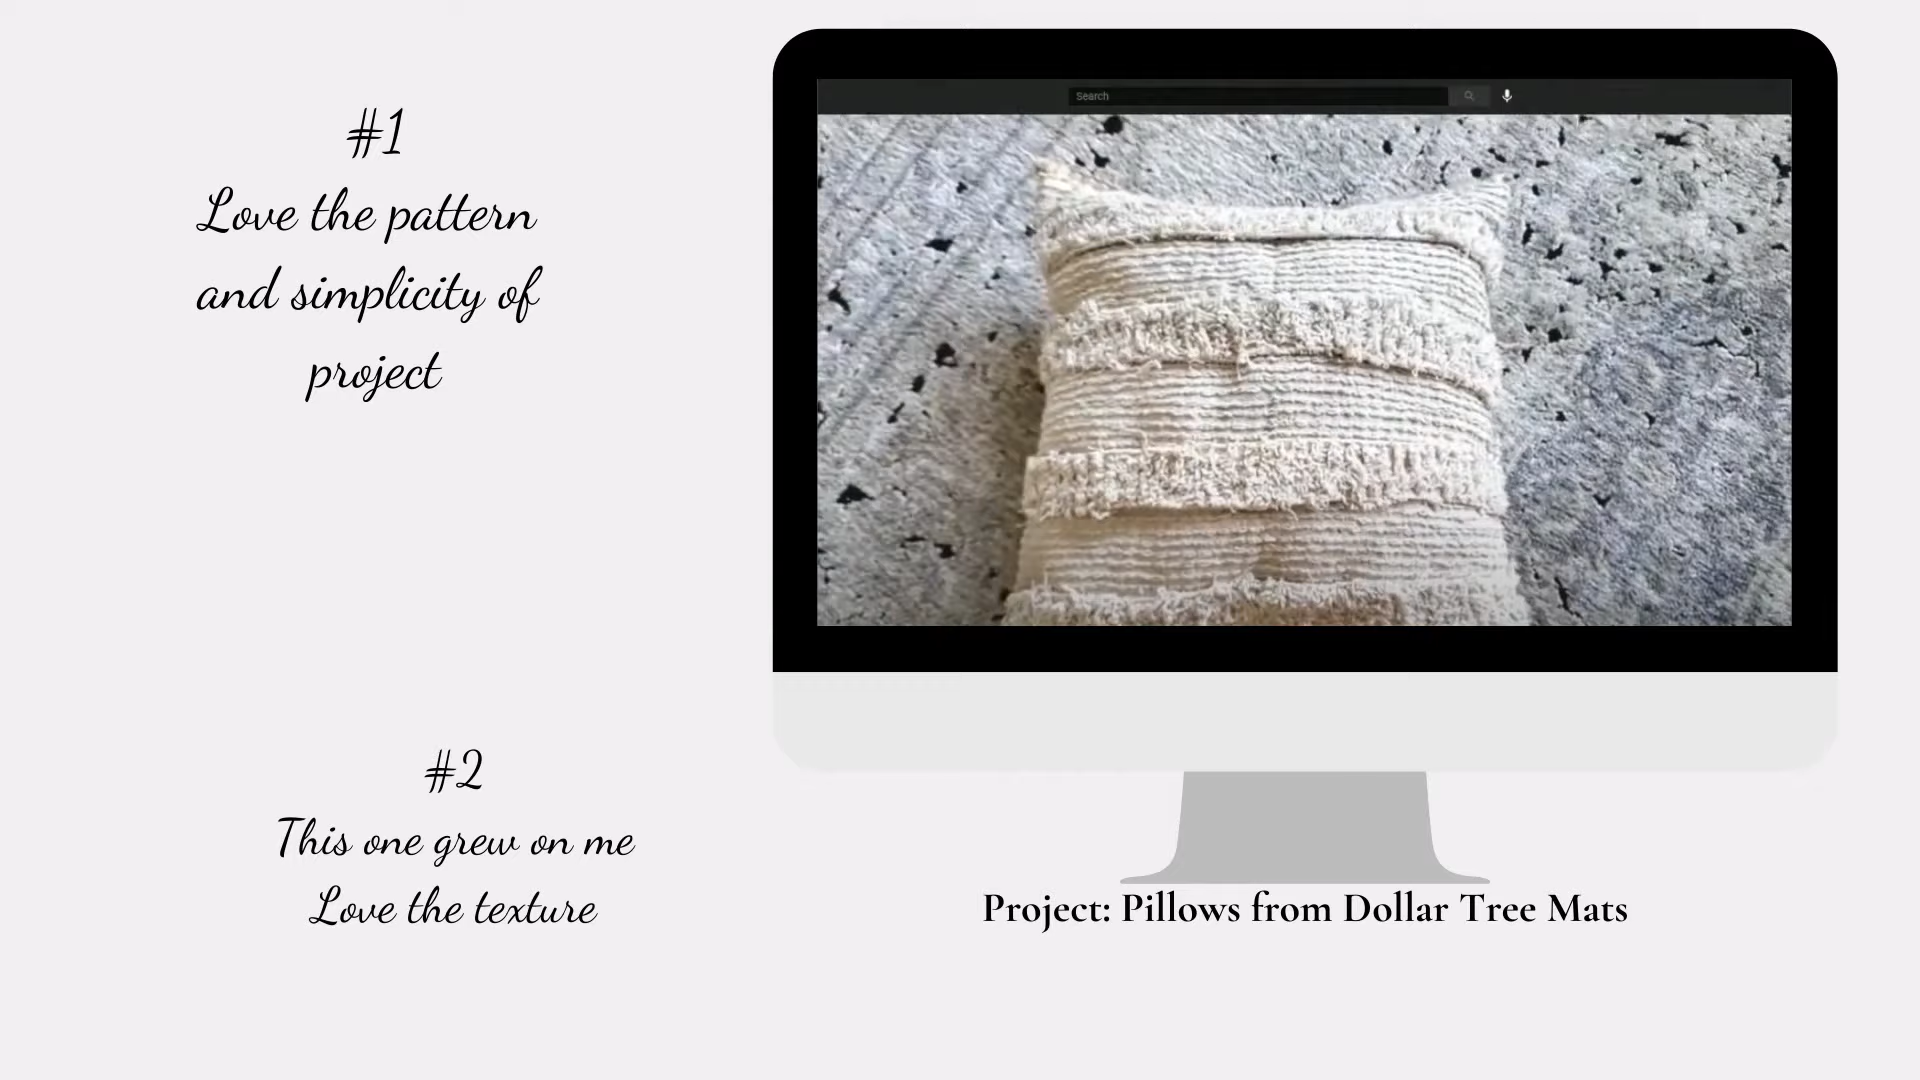 #1
Love the pattern
and simplicity of
project
#2
This one grew on me
Love the texture
Search
Project: Pillows from Dollar Tree Mats